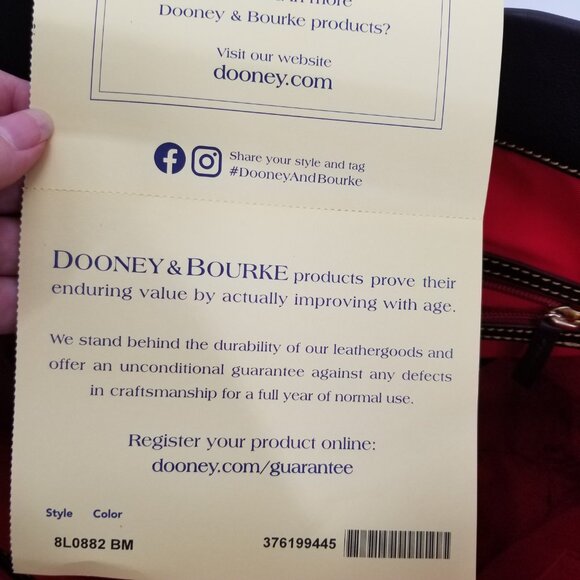 more
Dooney & Bourke products?
Visit our website
dooney.com
Share your style and tag
#DooneyAndBourke
DOONEY & BOURKE products prove their
enduring value by actually improving with age.
We stand behind the durability of our leathergoods and
offer an unconditional guarantee against any defects
in craftsmanship for a full year of normal use.
Register your product online:
dooney.com/guarantee
Style Color
8L0882 BM 376199445